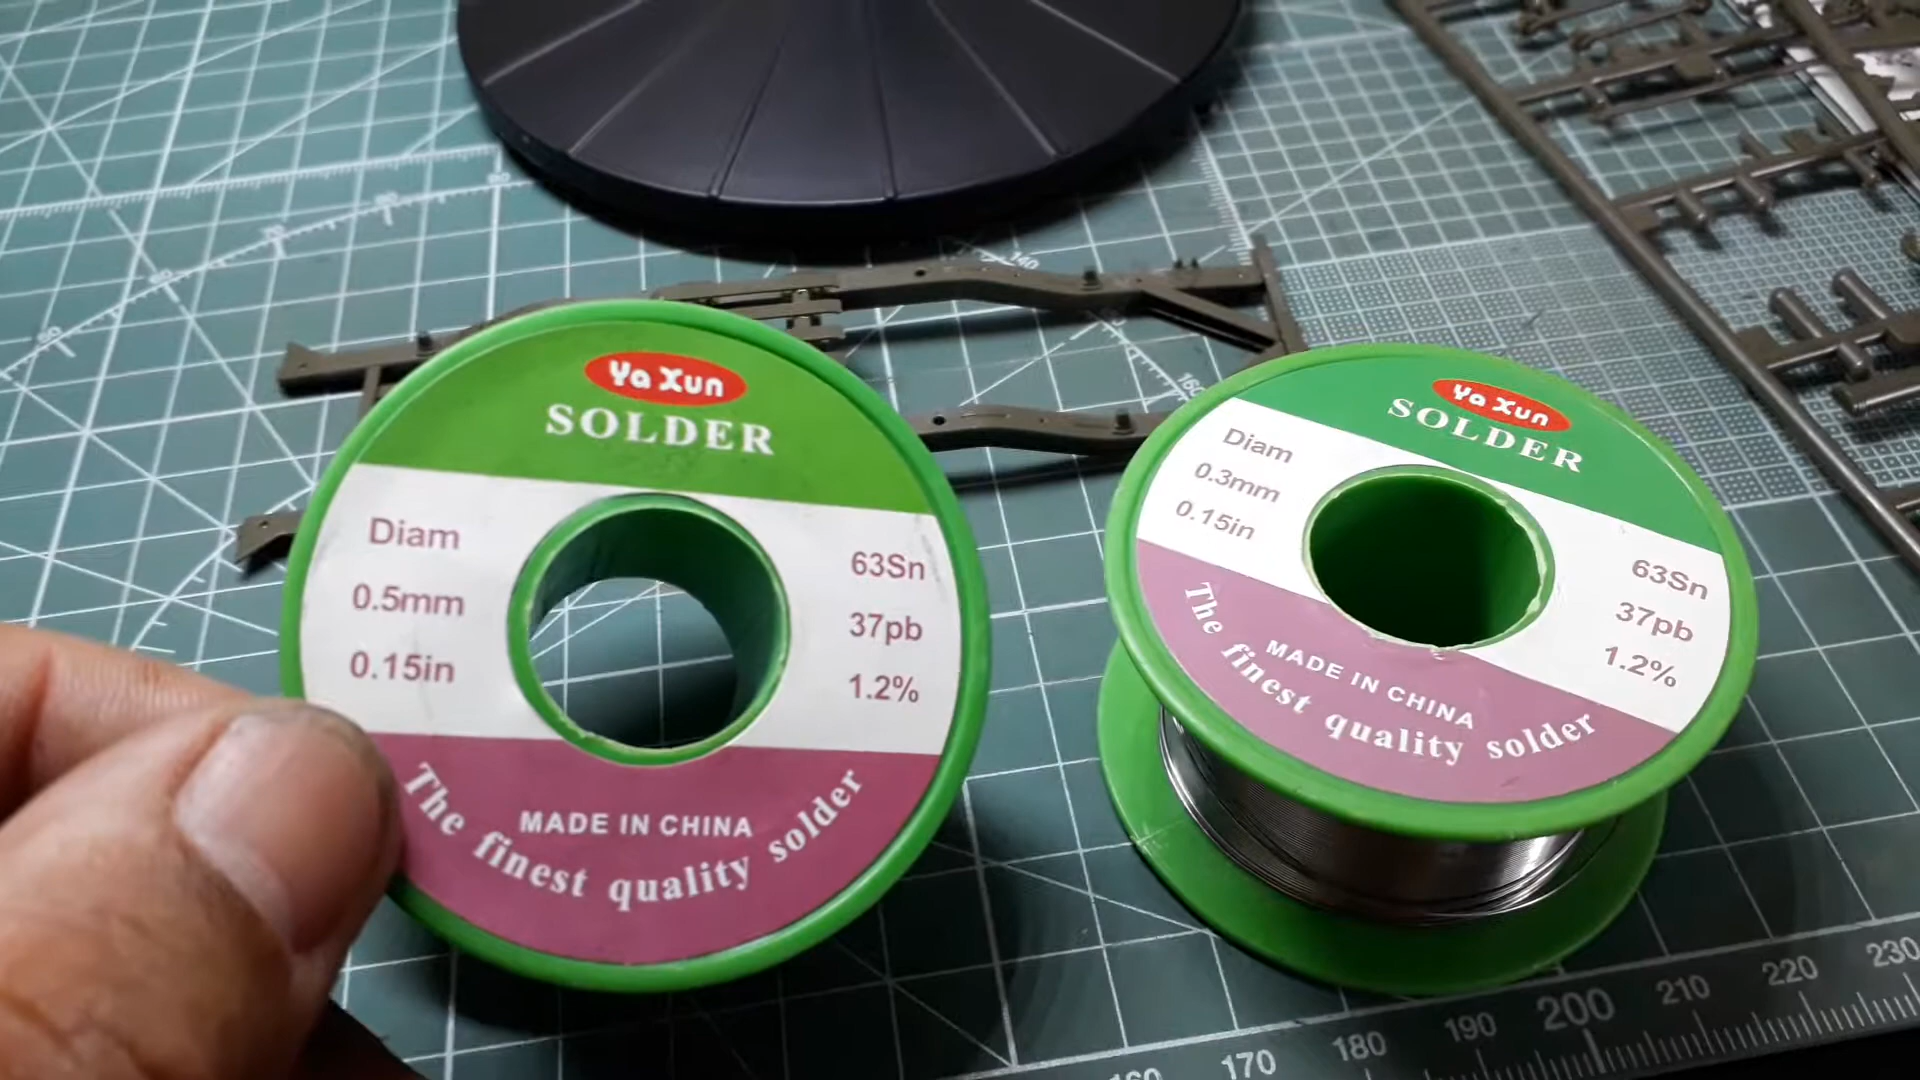 Ya Xun
SOLDER
Diam
0.5mm
0.15in
63Sn
37pb
1.2%
MADE IN CHINA
The finest quality solder
Ya Xun
SOLDER
Diam
0.3mm
0.15in
63Sn
37pb
1.2%
MADE IN CHINA
The finest quality solder
140
160
160 170 180 190 200 210 220 230